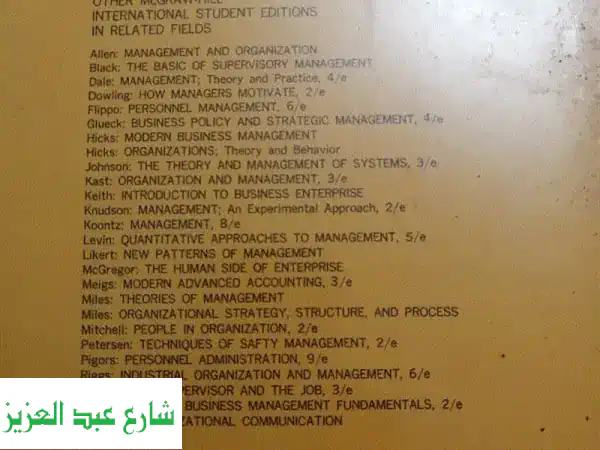 OTHER McGRAW-HILL
INTERNATIONAL STUDENT EDITIONS
IN RELATED FIELDS
Allen: MANAGEMENT AND ORGANIZATION
Black: THE BASIC OF SUPERVISORY MANAGEMENT
Dale: MANAGEMENT; Theory and Practice, 4/e
Dowling: HOW MANAGERS MOTIVATE, 2/e
Flippo: PERSONNEL MANAGEMENT, 6/e
Glueck: BUSINESS POLICY AND STRATEGIC MANAGEMENT, 4/e
Hicks: MODERN BUSINESS MANAGEMENT
Hicks: ORGANIZATIONS; Theory and Behavior
Johnson: THE THEORY AND MANAGEMENT OF SYSTEMS, 3/e
Kast: ORGANIZATION AND MANAGEMENT, 3/e
Keith: INTRODUCTION TO BUSINESS ENTERPRISE
Knudson: MANAGEMENT; An Experimental Approach, 2/e
Koontz: MANAGEMENT, 8/e
Levin: QUANTITATIVE APPROACHES TO MANAGEMENT, 5/e
Likert: NEW PATTERNS OF MANAGEMENT
McGregor: THE HUMAN SIDE OF ENTERPRISE
Meigs: MODERN ADVANCED ACCOUNTING, 3/e
Miles: THEORIES OF MANAGEMENT
Miles: ORGANIZATIONAL STRATEGY, STRUCTURE, AND PROCESS
Mitchell: PEOPLE IN ORGANIZATION, 2/e
Petersen: TECHNIQUES OF SAFTY MANAGEMENT, 2/e
Pigors: PERSONNEL ADMINISTRATION, 9/e
Riggs: INDUSTRIAL ORGANIZATION AND MANAGEMENT, 6/e
AND THE JOB, 3/e
BUSINESS MANAGEMENT FUNDAMENTALS, 2/e
COMMUNICATION
شارع عبد العزيز